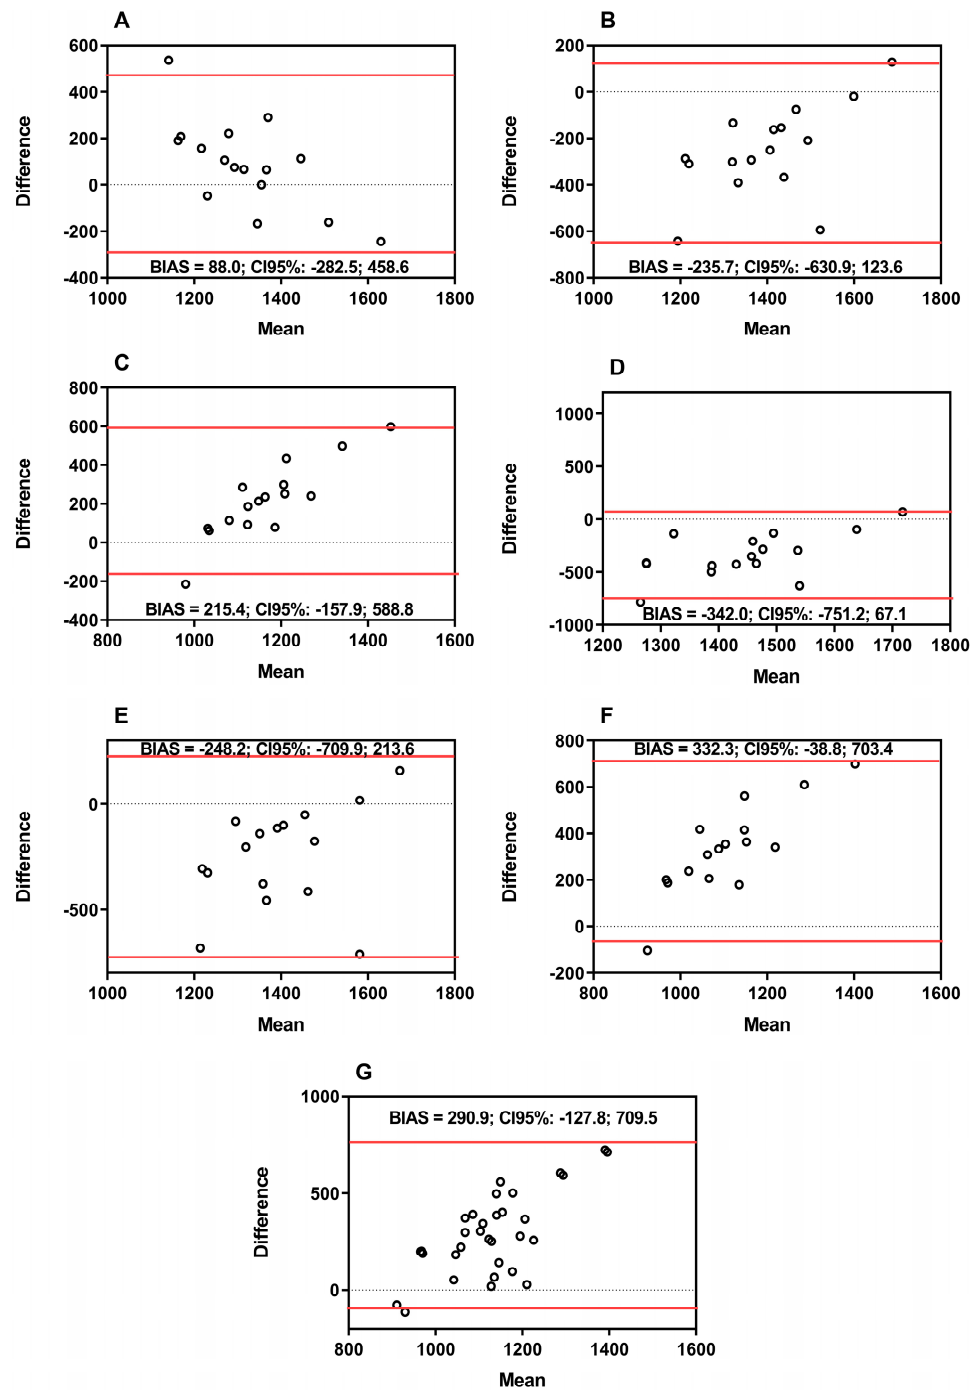 A
600
400
200
0
-200
-400
Difference
BIAS = 88.0; CI95%: -282.5; 458.6
1000 1200 1400 1600 1800
Mean
B
200
0
-200
-400
-600
-800
Difference
BIAS = -235.7; CI95%: -630.9; 123.6
1000 1200 1400 1600 1800
Mean
C
800
600
400
200
0
-200
-400
Difference
BIAS = 215.4; CI95%: -157.9; 588.8
800 1000 1200 1400 1600
Mean
D
1000
500
0
-500
-1000
Difference
BIAS = -342.0; CI95%: -751.2; 67.1
1200 1300 1400 1500 1600 1700 1800
Mean
E
BIAS = -248.2; CI95%: -709.9; 213.6
0
-500
Difference
1000 1200 1400 1600 1800
Mean
F
BIAS = 332.3; CI95%: -38.8; 703.4
800
600
400
200
0
-200
Difference
800 1000 1200 1400 1600
Mean
G
BIAS = 290.9; CI95%: -127.8; 709.5
1000
500
0
Difference
800 1000 1200 1400 1600
Mean